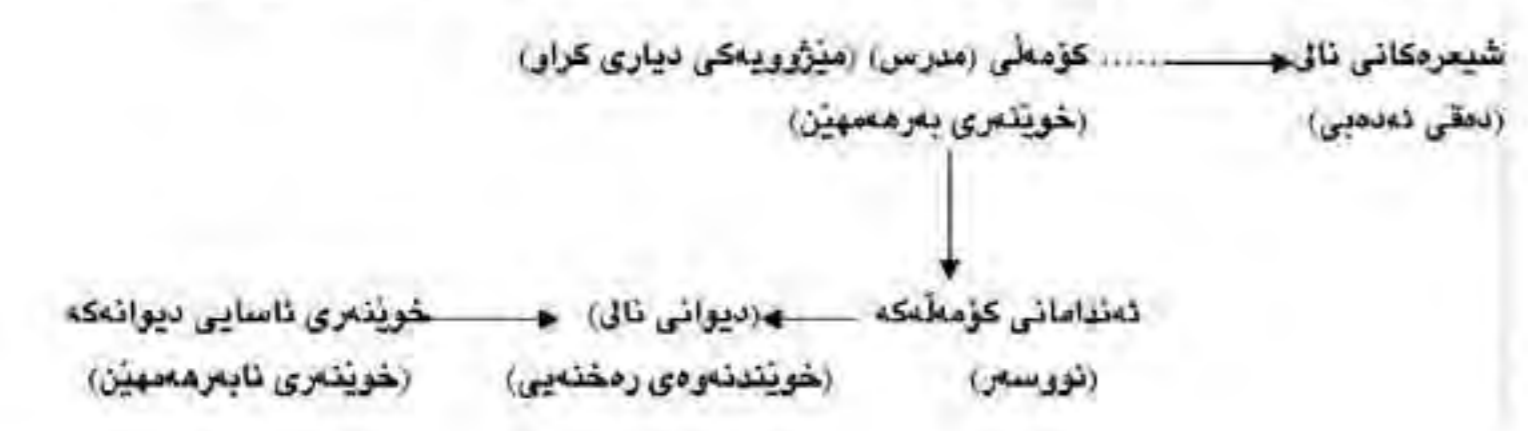 شیعرەکانی نالی ..... کۆمەڵی (مدرس) (مێژوویەکی دیاری کراو)
(دەقی ئەدەبی) (خوێنەری بەرهەمهێن)
ئەندامانی کۆمەڵەکە (دیوانی نالی) خوێنەری ئاسایی دیوانەکە
(نووسەر) (خوێندنەوەی رەخنەیی) (خوێنەری نابەرهەمهێن)